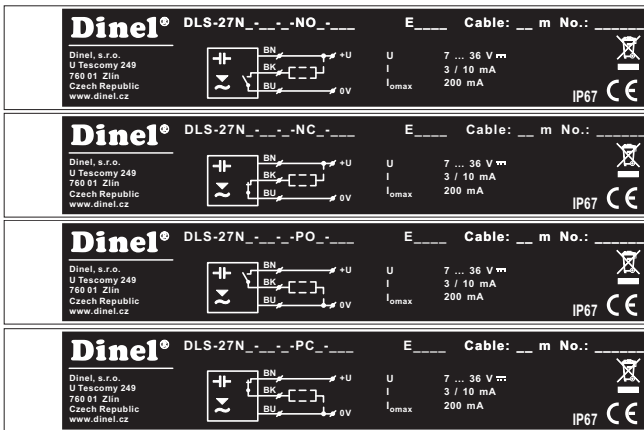 Dinel® DLS-27N_-__-_-NO_-___ E____ Cable: __ m No.: ______
Dinel, s.r.o.
U Tescomy 249
760 01 Zlín
Czech Republic
www.dinel.cz
BN +U
BK
BU 0V
U 7 ... 36 V
I 3 / 10 mA
Iomax 200 mA
IP67 CE
Dinel® DLS-27N_-__-_-NC_-___ E____ Cable: __ m No.: ______
Dinel, s.r.o.
U Tescomy 249
760 01 Zlín
Czech Republic
www.dinel.cz
BN +U
BK
BU 0V
U 7 ... 36 V
I 3 / 10 mA
Iomax 200 mA
IP67 CE
Dinel® DLS-27N_-__-_-PO_-___ E____ Cable: __ m No.: ______
Dinel, s.r.o.
U Tescomy 249
760 01 Zlín
Czech Republic
www.dinel.cz
BN +U
BK
BU 0V
U 7 ... 36 V
I 3 / 10 mA
Iomax 200 mA
IP67 CE
Dinel® DLS-27N_-__-_-PC_-___ E____ Cable: __ m No.: ______
Dinel, s.r.o.
U Tescomy 249
760 01 Zlín
Czech Republic
www.dinel.cz
BN +U
BK
BU 0V
U 7 ... 36 V
I 3 / 10 mA
Iomax 200 mA
IP67 CE